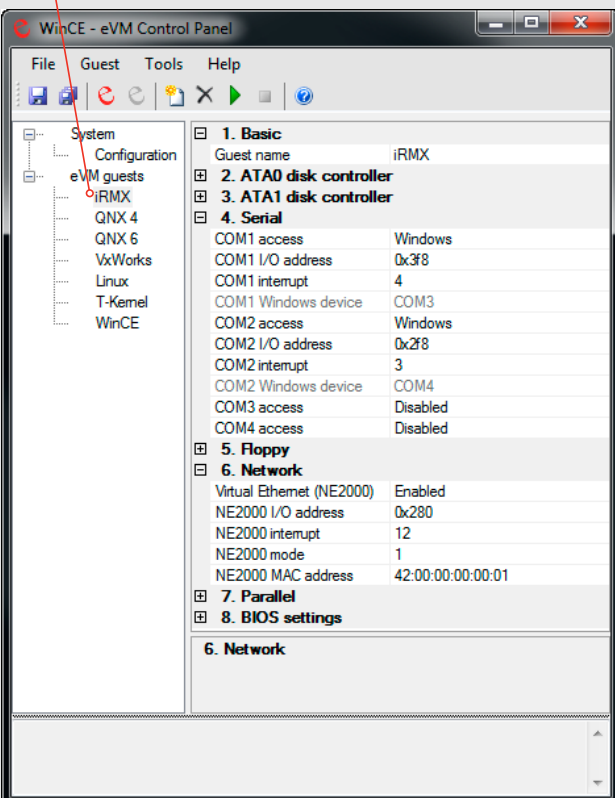 WinCE - eVM Control Panel
File Guest Tools Help
System
Configuration
eVM guests
iRMX
QNX 4
QNX 6
VxWorks
Linux
T-Kernel
WinCE
1. Basic
Guest name iRMX
2. ATA0 disk controller
3. ATA1 disk controller
4. Serial
COM1 access Windows
COM1 I/O address 0x3f8
COM1 interrupt 4
COM1 Windows device COM3
COM2 access Windows
COM2 I/O address 0x2f8
COM2 interrupt 3
COM2 Windows device COM4
COM3 access Disabled
COM4 access Disabled
5. Floppy
6. Network
Virtual Ethernet (NE2000) Enabled
NE2000 I/O address 0x280
NE2000 interrupt 12
NE2000 mode 1
NE2000 MAC address 42:00:00:00:00:01
7. Parallel
8. BIOS settings
6. Network